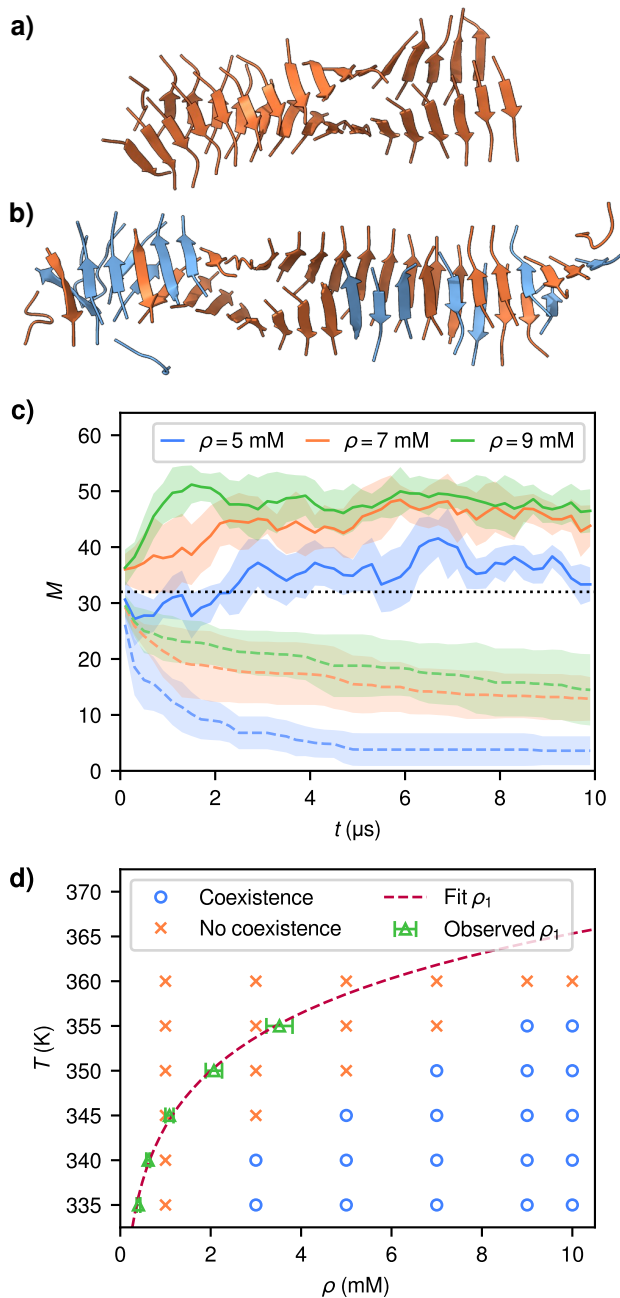 a)
b)
c)
ρ = 5 mM
ρ = 7 mM
ρ = 9 mM
60
50
40
30
20
10
0
M
0
2
4
6
8
10
t (µs)
d)
Coexistence
No coexistence
Fit ρ₁
Observed ρ₁
370
365
360
355
350
345
340
335
T (K)
0
2
4
6
8
10
ρ (mM)